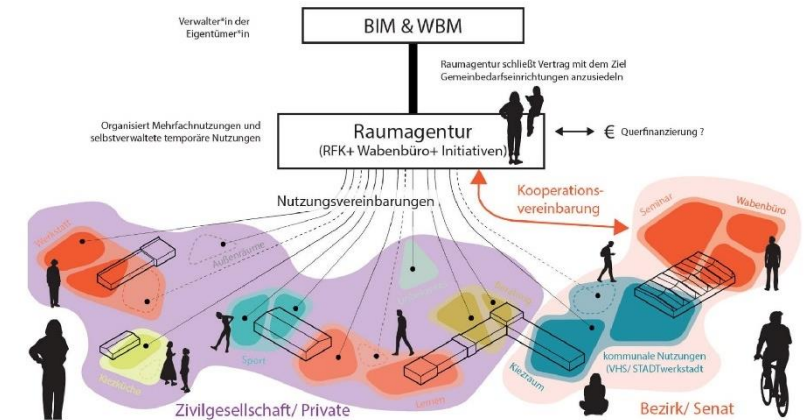 BIM & WBM
Verwalter*in der
Eigentümer*in
Raumagentur schließt Vertrag mit dem Ziel
Gemeinbedarfseinrichtungen anzusiedeln
Organisiert Mehrfachnutzungen und
selbstverwaltete temporäre Nutzungen
Raumagentur
(RFK+ Wabenbüro+ Initiativen)
€ Querfinanzierung ?
Nutzungsvereinbarungen
Kooperations-
vereinbarung
Seminar
Wabenbüro
Werkstatt
Außenräume
Kiezküche
Sport
Lernen
Kiezraum
kommunale Nutzungen
(VHS/ STADTwerkstadt
Zivilgesellschaft/ Private
Bezirk/ Senat